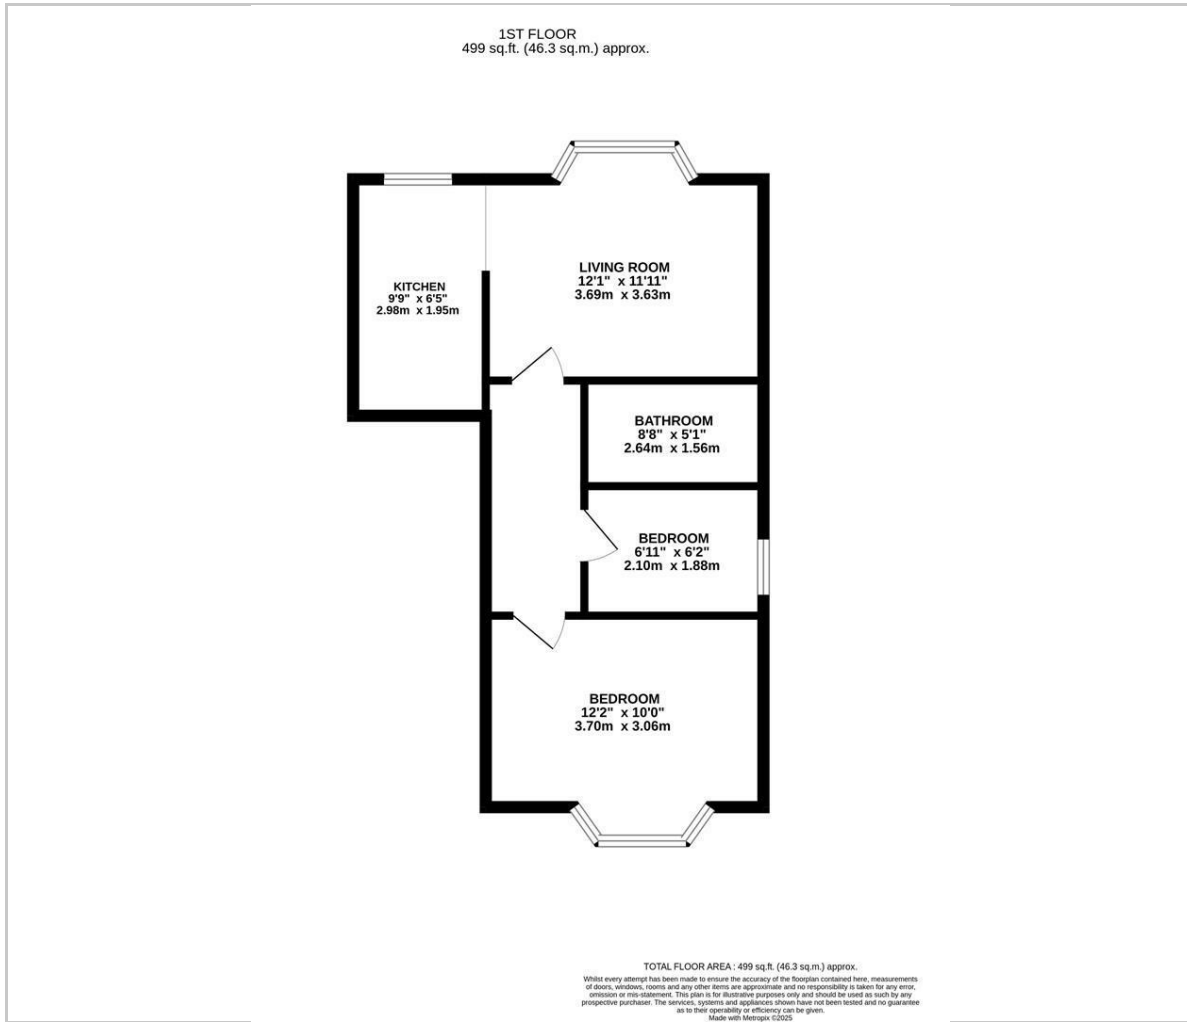 1ST FLOOR
499 sq.ft. (46.3 sq.m.) approx.
LIVING ROOM
12'1" x 11'11"
3.69m x 3.63m
KITCHEN
9'9" x 6'5"
2.98m x 1.95m
BATHROOM
8'8" x 5'1"
2.64m x 1.56m
BEDROOM
6'11" x 6'2"
2.10m x 1.88m
BEDROOM
12'2" x 10'0"
3.70m x 3.06m
TOTAL FLOOR AREA : 499 sq.ft. (46.3 sq.m.) approx.
Whilst every attempt has been made to ensure the accuracy of the floorplan contained here, measurements
of doors, windows, rooms and any other items are approximate and no responsibility is taken for any error,
omission or mis-statement. This plan is for illustrative purposes only and should be used as such by any
prospective purchaser. The services, systems and appliances shown have not been tested and no guarantee
as to their operability or efficiency can be given.
Made with Metropix ©2025